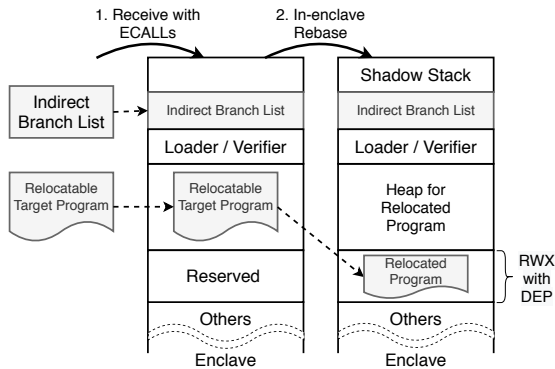 1. Receive with
ECALLs
2. In-enclave
Rebase
Indirect
Branch List
Relocatable
Target Program
Indirect Branch List
Loader / Verifier
Relocatable
Target Program
Reserved
Others
Enclave
Shadow Stack
Indirect Branch List
Loader / Verifier
Heap for
Relocated
Program
Relocated
Program
Others
Enclave
RWX
with
DEP